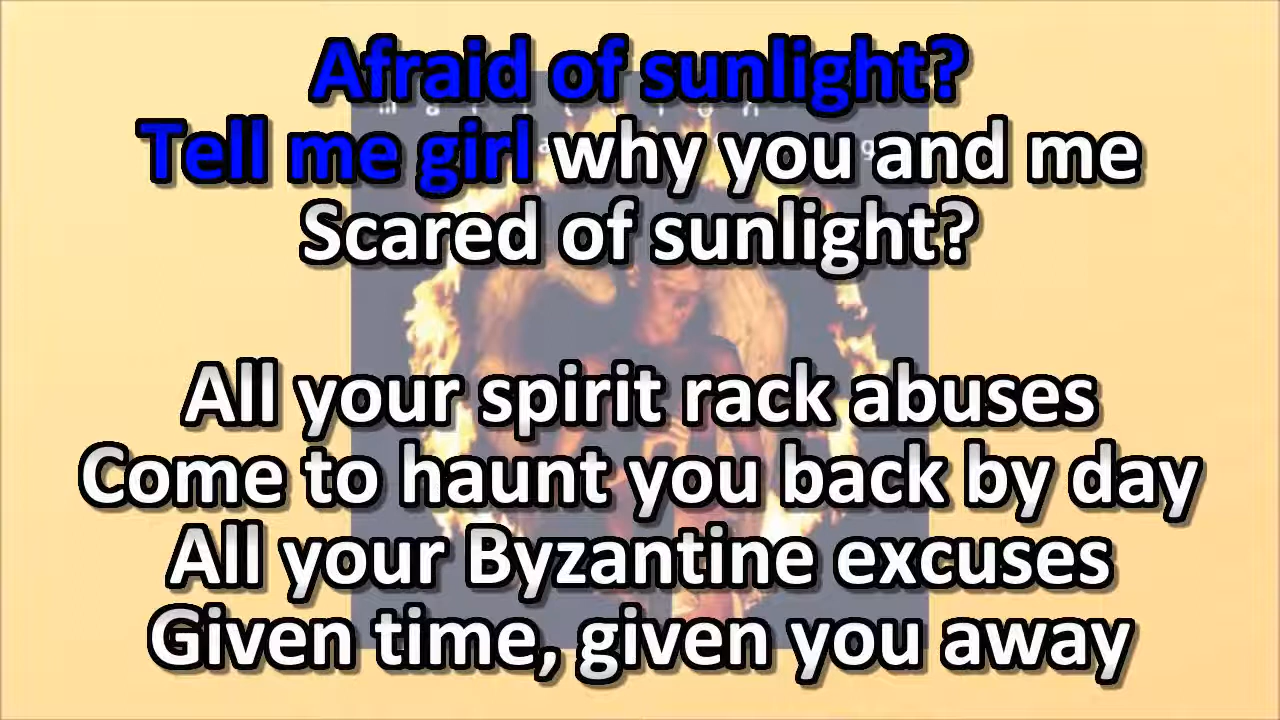 Afraid of sunlight?
m a r i l l i o n
Tell me girl why you and me
Scared of sunlight?
All your spirit rack abuses
Come to haunt you back by day
All your Byzantine excuses
Given time, given you away